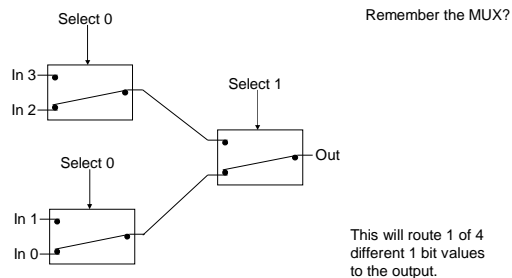 Remember the MUX?
Select 0
In 3
In 2
Select 1
Out
Select 0
In 1
In 0
This will route 1 of 4
different 1 bit values
to the output.